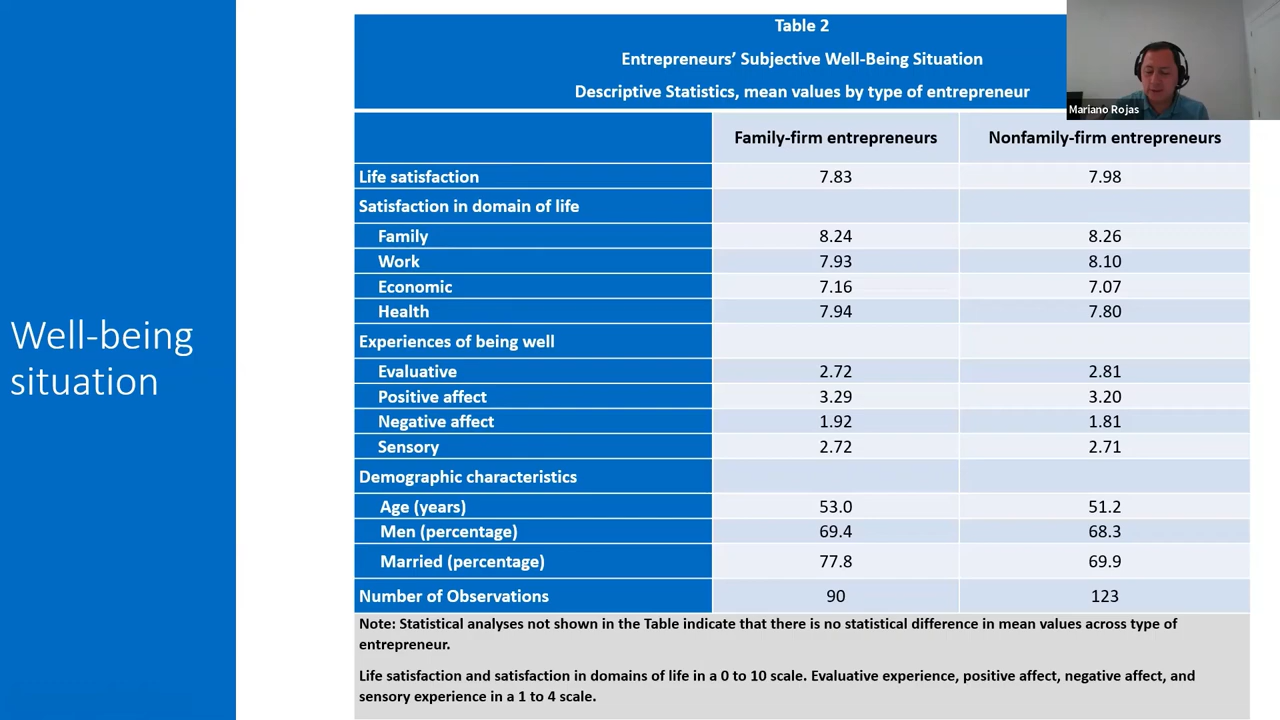 Well-being
situation
Table 2
Entrepreneurs’ Subjective Well-Being Situation
Descriptive Statistics, mean values by type of entrepreneur
Mariano Rojas
Family-firm entrepreneurs Nonfamily-firm entrepreneurs
Life satisfaction 7.83 7.98
Satisfaction in domain of life
Family 8.24 8.26
Work 7.93 8.10
Economic 7.16 7.07
Health 7.94 7.80
Experiences of being well
Evaluative 2.72 2.81
Positive affect 3.29 3.20
Negative affect 1.92 1.81
Sensory 2.72 2.71
Demographic characteristics
Age (years) 53.0 51.2
Men (percentage) 69.4 68.3
Married (percentage) 77.8 69.9
Number of Observations 90 123
Note: Statistical analyses not shown in the Table indicate that there is no statistical difference in mean values across type of
entrepreneur.
Life satisfaction and satisfaction in domains of life in a 0 to 10 scale. Evaluative experience, positive affect, negative affect, and
sensory experience in a 1 to 4 scale.